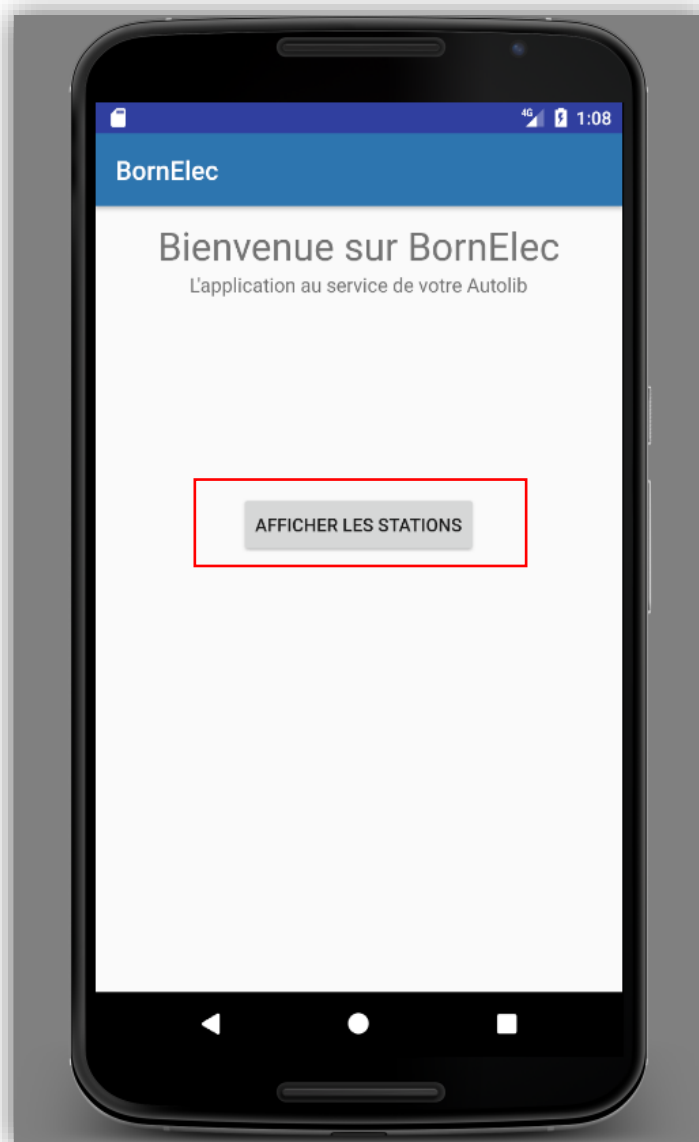 4G 1:08
BornElec
Bienvenue sur BornElec
L'application au service de votre Autolib
AFFICHER LES STATIONS